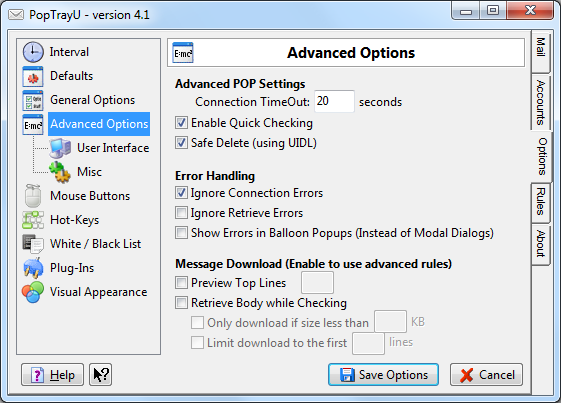 PopTrayU - version 4.1
Interval
Defaults
General Options
E=mc² Advanced Options
User Interface
Misc
Mouse Buttons
Hot-Keys
White / Black List
Plug-Ins
Visual Appearance
E=mc² Advanced Options
Advanced POP Settings
Connection TimeOut: 20 seconds
Enable Quick Checking
Safe Delete (using UIDL)
Error Handling
Ignore Connection Errors
Ignore Retrieve Errors
Show Errors in Balloon Popups (Instead of Modal Dialogs)
Message Download (Enable to use advanced rules)
Preview Top Lines
Retrieve Body while Checking
Only download if size less than KB
Limit download to the first lines
Mail
Accounts
Options
Rules
About
? Help
?
Save Options
Cancel